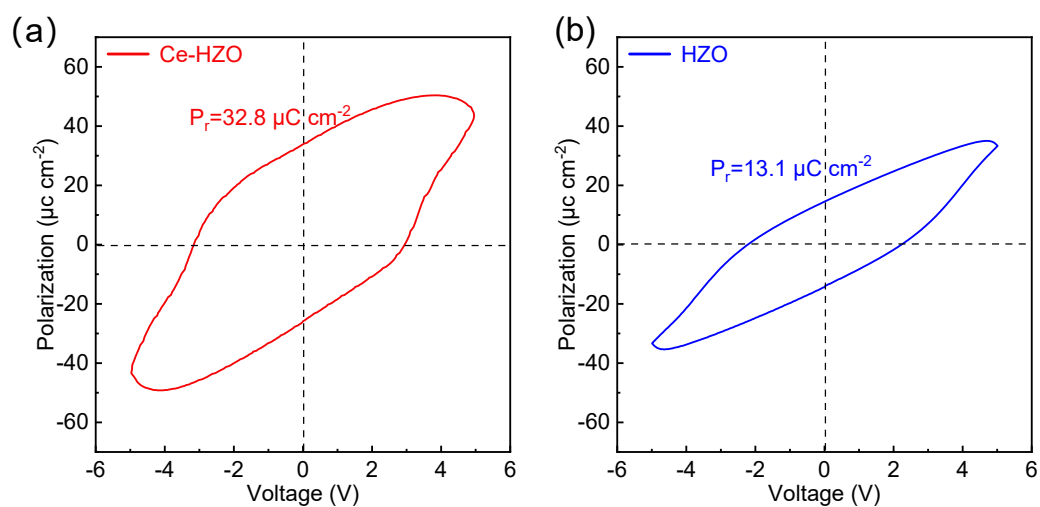 (a)
Ce-HZO
P_r=32.8 μC cm⁻²
Polarization (μc cm⁻²)
60
40
20
0
-20
-40
-60
-6 -4 -2 0 2 4 6
Voltage (V)
(b)
HZO
P_r=13.1 μC cm⁻²
Polarization (μc cm⁻²)
60
40
20
0
-20
-40
-60
-6 -4 -2 0 2 4 6
Voltage (V)